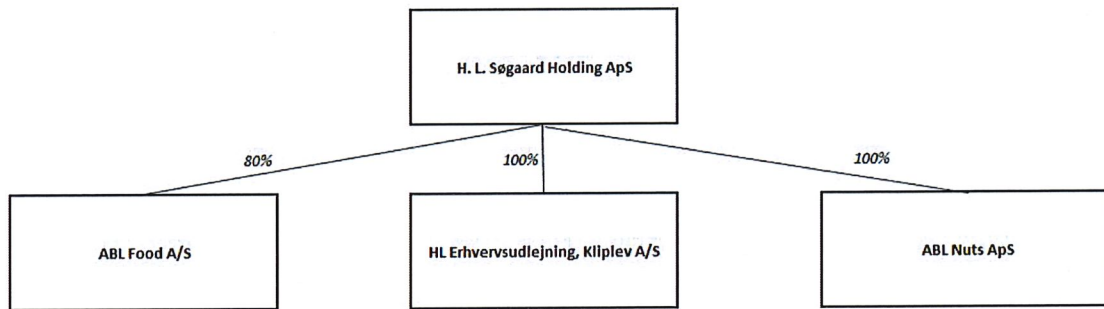 H. L. Søgaard Holding ApS
80%
100%
100%
ABL Food A/S
HL Erhvervsudlejning, Kliplev A/S
ABL Nuts ApS